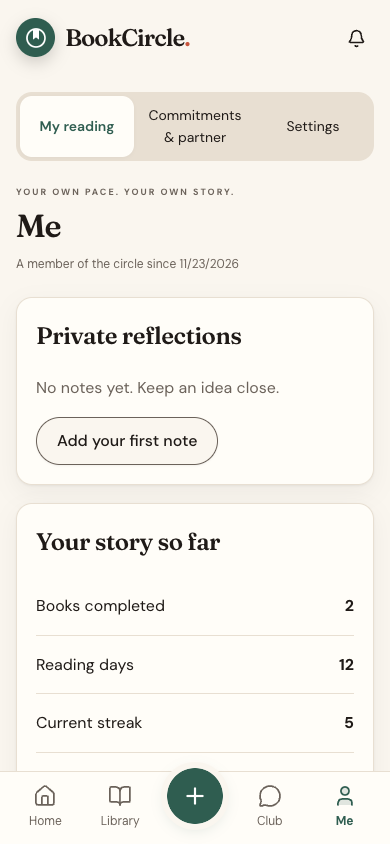 BookCircle.
My reading
Commitments
& partner
Settings
YOUR OWN PACE. YOUR OWN STORY.
Me
A member of the circle since 11/23/2026
Private reflections
No notes yet. Keep an idea close.
Add your first note
Your story so far
Books completed 2
Reading days 12
Current streak 5
Home Library Club Me